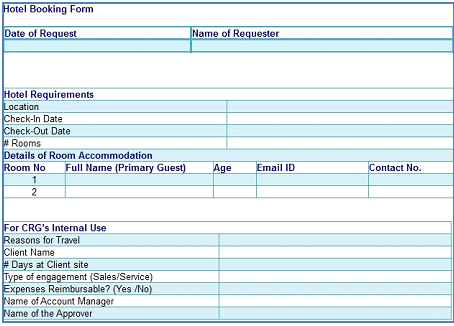 Hotel Booking Form
Date of Request Name of Requester
Hotel Requirements
Location
Check-In Date
Check-Out Date
# Rooms
Details of Room Accommodation
Room No Full Name (Primary Guest) Age Email ID Contact No.
1
2
For CRG's Internal Use
Reasons for Travel
Client Name
# Days at Client site
Type of engagement (Sales/Service)
Expenses Reimbursable? (Yes /No)
Name of Account Manager
Name of the Approver